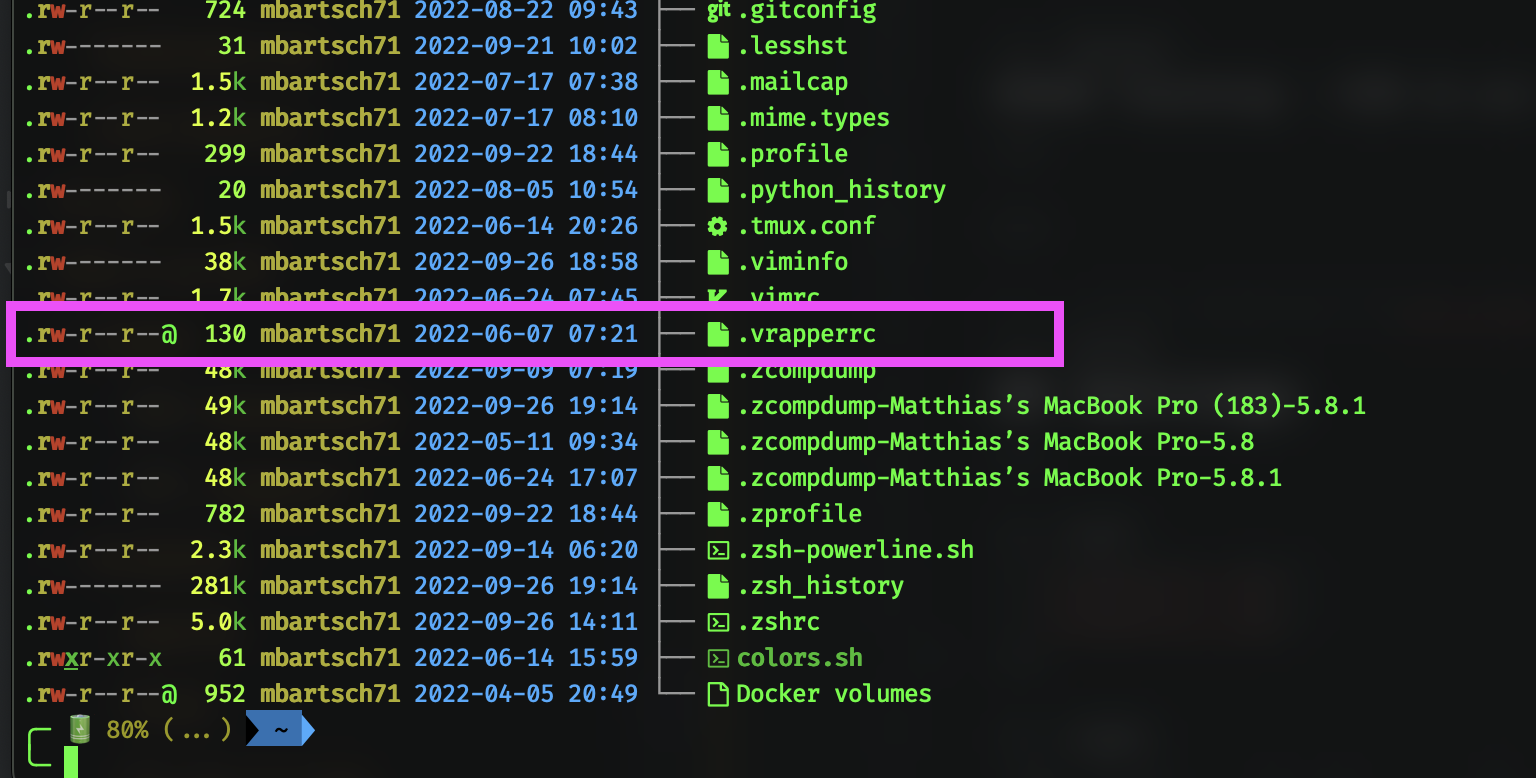 .rw-r--r-- 724 mbartsch71 2022-08-22 09:43 ├── git .gitconfig
.rw------- 31 mbartsch71 2022-09-21 10:02 ├── .lesshst
.rw-r--r-- 1.5k mbartsch71 2022-07-17 07:38 ├── .mailcap
.rw-r--r-- 1.2k mbartsch71 2022-07-17 08:10 ├── .mime.types
.rw-r--r-- 299 mbartsch71 2022-09-22 18:44 ├── .profile
.rw------- 20 mbartsch71 2022-08-05 10:54 ├── .python_history
.rw-r--r-- 1.5k mbartsch71 2022-06-14 20:26 ├── .tmux.conf
.rw------- 38k mbartsch71 2022-09-26 18:58 ├── .viminfo
.rw-r--r-- 1.7k mbartsch71 2022-06-24 07:45 ├── .vimrc
.rw-r--r--@ 130 mbartsch71 2022-06-07 07:21 ├── .vrapperrc
.rw-r--r-- 48k mbartsch71 2022-09-09 07:19 ├── .zcompdump
.rw-r--r-- 49k mbartsch71 2022-09-26 19:14 ├── .zcompdump-Matthias’s MacBook Pro (183)-5.8.1
.rw-r--r-- 48k mbartsch71 2022-05-11 09:34 ├── .zcompdump-Matthias’s MacBook Pro-5.8
.rw-r--r-- 48k mbartsch71 2022-06-24 17:07 ├── .zcompdump-Matthias’s MacBook Pro-5.8.1
.rw-r--r-- 782 mbartsch71 2022-09-22 18:44 ├── .zprofile
.rw-r--r-- 2.3k mbartsch71 2022-09-14 06:20 ├── .zsh-powerline.sh
.rw------- 281k mbartsch71 2022-09-26 19:14 ├── .zsh_history
.rw-r--r-- 5.0k mbartsch71 2022-09-26 14:11 ├── .zshrc
.rwxr-xr-x 61 mbartsch71 2022-06-14 15:59 ├── colors.sh
.rw-r--r--@ 952 mbartsch71 2022-04-05 20:49 └── Docker volumes
80% (...) ~